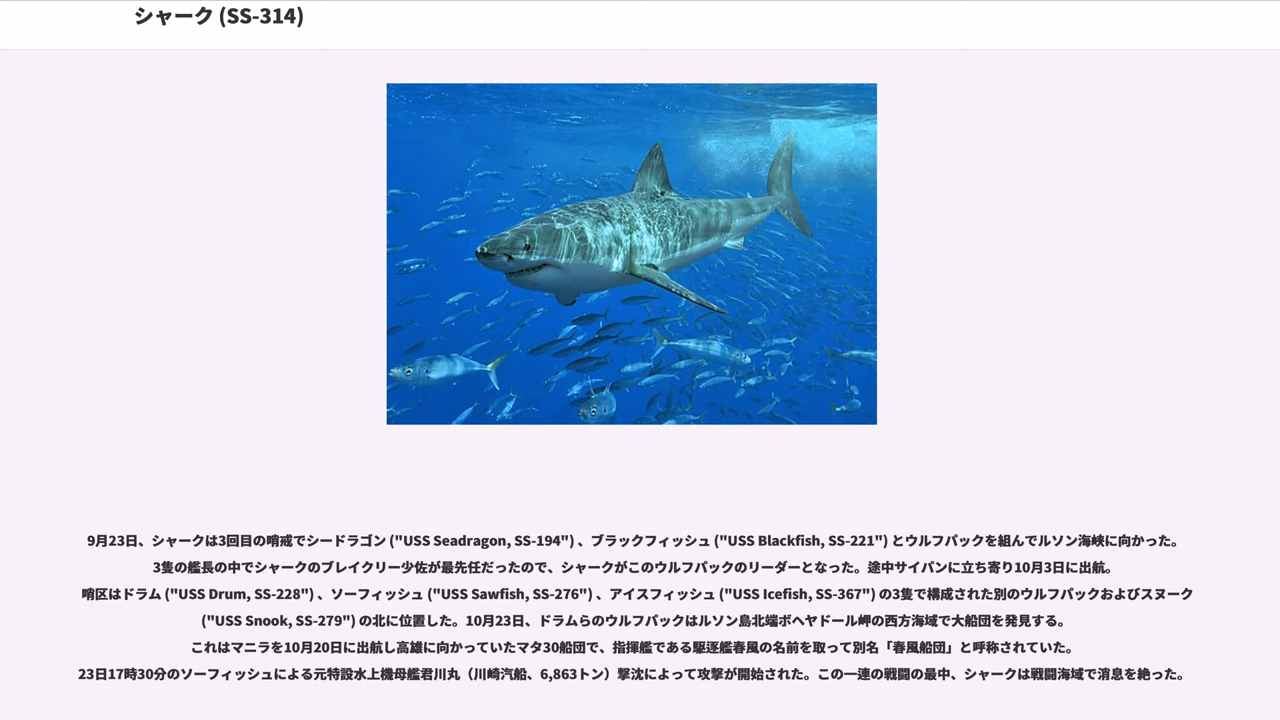 シャーク (SS-314)
9月23日、シャークは3回目の哨戒でシードラゴン ("USS Seadragon, SS-194") 、ブラックフィッシュ ("USS Blackfish, SS-221") とウルフパックを組んでルソン海峡に向かった。
3隻の艦長の中でシャークのブレイクリー少佐が最先任だったので、シャークがこのウルフパックのリーダーとなった。途中サイパンに立ち寄り10月3日に出航。
哨区はドラム ("USS Drum, SS-228") 、ソーフィッシュ ("USS Sawfish, SS-276") 、アイスフィッシュ ("USS Icefish, SS-367") の3隻で構成された別のウルフパックおよびスヌーク
("USS Snook, SS-279") の北に位置した。10月23日、ドラムらのウルフパックはルソン島北端ボヘヤドール岬の西方海域で大船団を発見する。
これはマニラを10月20日に出航し高雄に向かっていたマタ30船団で、指揮艦である駆逐艦春風の名前を取って別名「春風船団」と呼称されていた。
23日17時30分のソーフィッシュによる元特設水上機母艦君川丸（川崎汽船、6,863トン）撃沈によって攻撃が開始された。この一連の戦闘の最中、シャークは戦闘海域で消息を絶った。